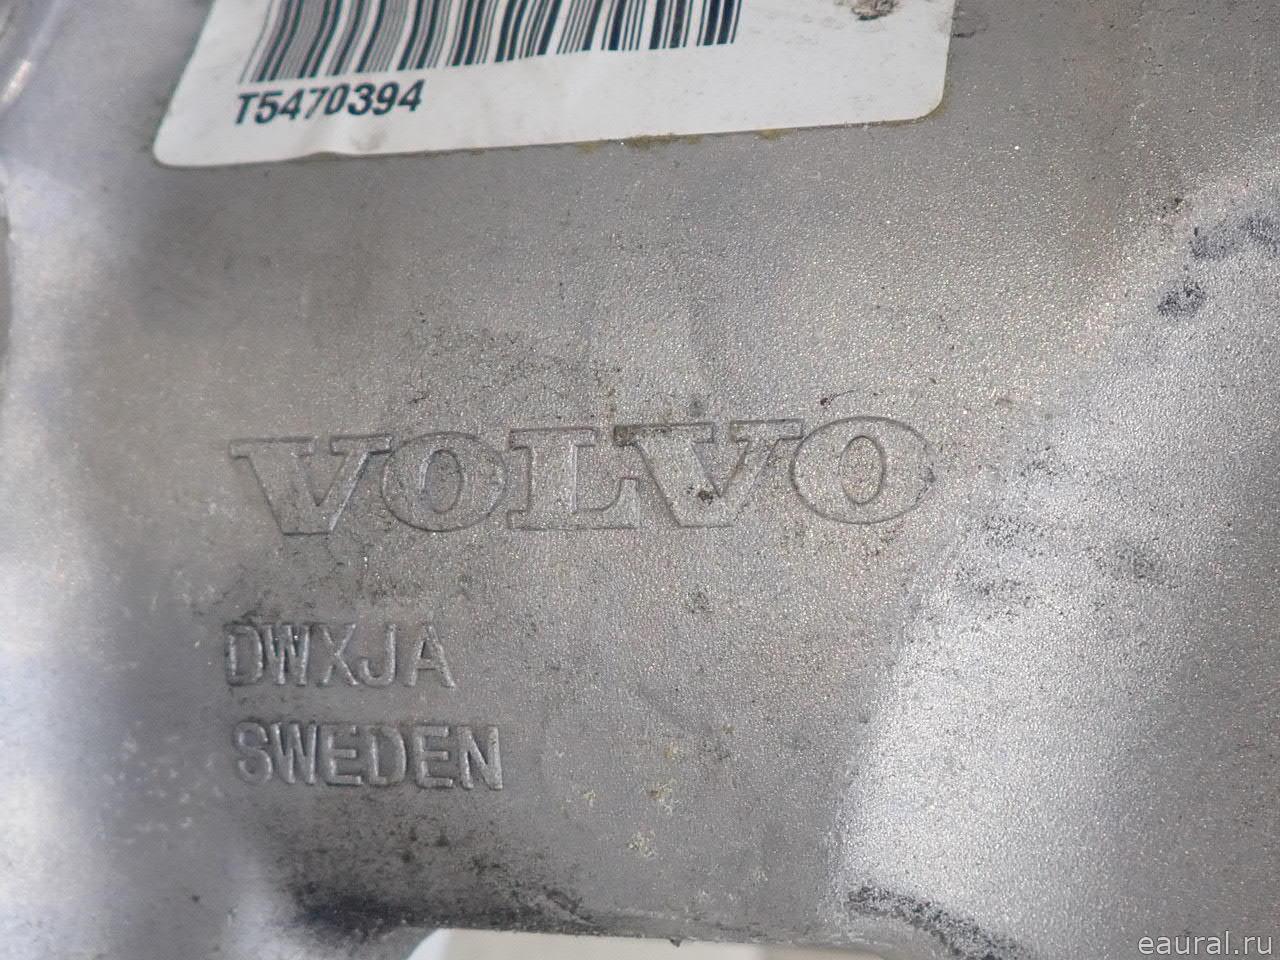 T5470394
VOLVO
DWXJA
SWEDEN
eaural.ru